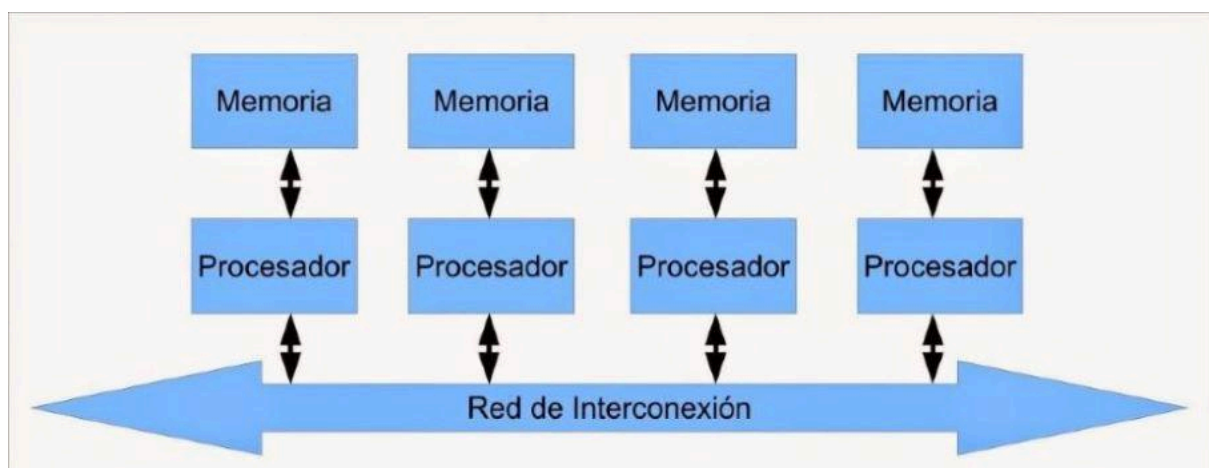 Memoria
Memoria
Memoria
Memoria
Procesador
Procesador
Procesador
Procesador
Red de Interconexión